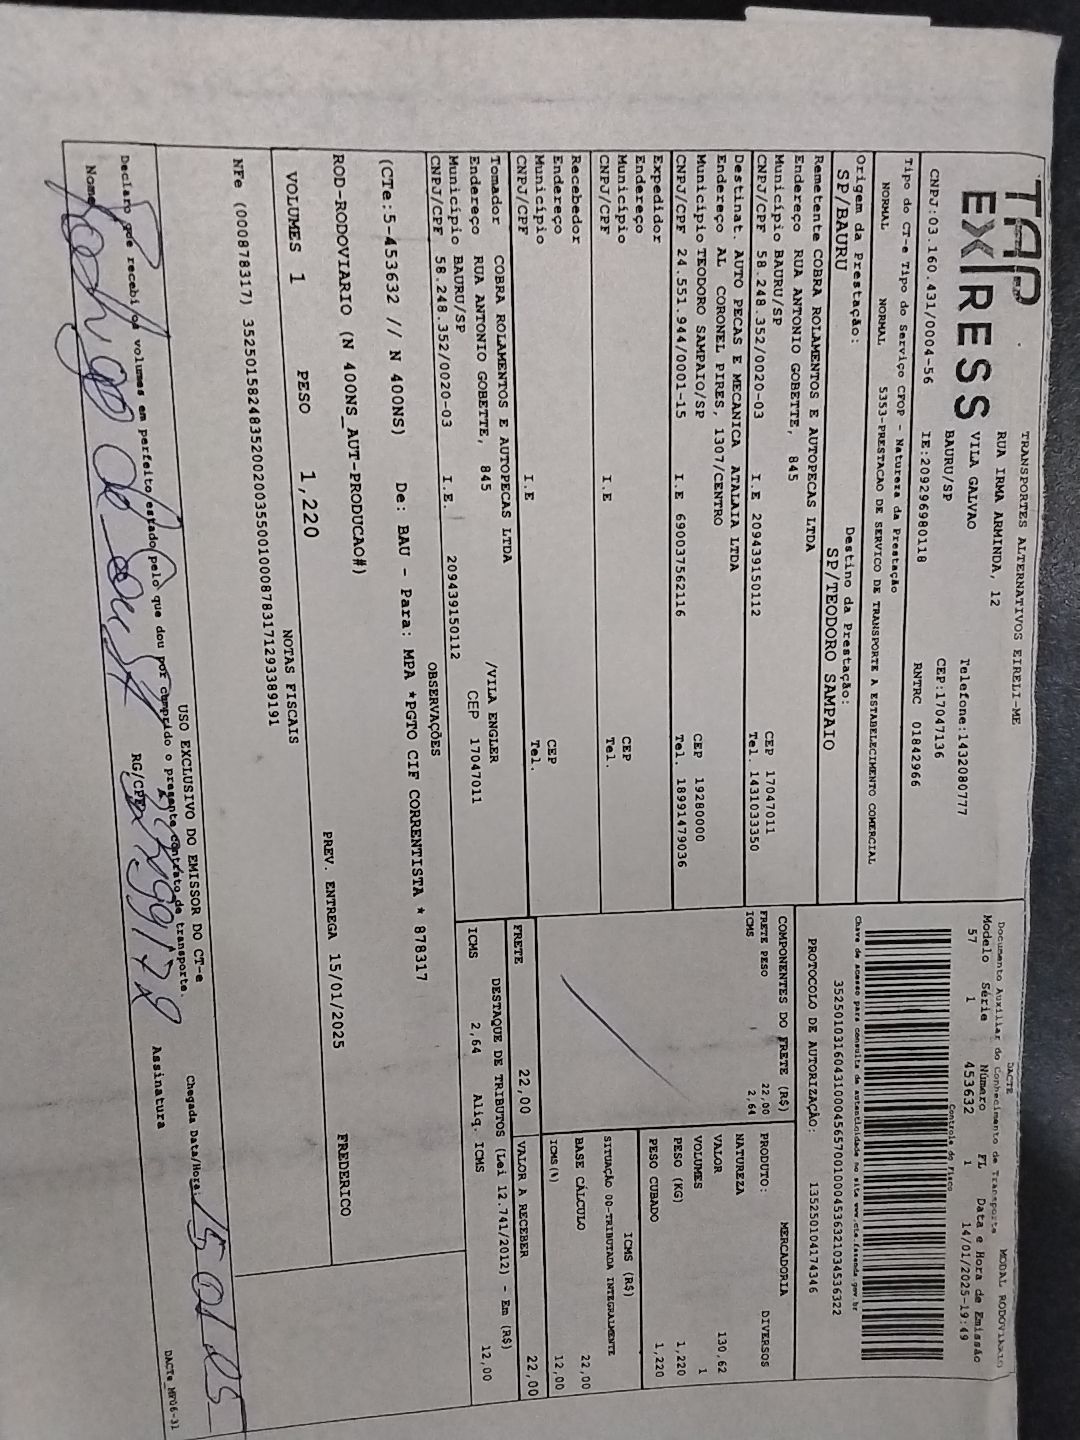 TAP
EXPRESS
TRANSPORTES ALTERNATIVOS EIRELI-ME
RUA IRMA ARMINDA, 12
VILA GALVAO Telefone:1432080777
BAURU/SP CEP:17047136
CNPJ:03.160.431/0004-56 IE:209296980118 RNTRC 01842966
DACTE MODAL RODOVIARIO
Documento Auxiliar do Conhecimento de Transporte
Modelo Série Número FL Data e Hora de Emissão
57 1 453632 1 14/01/2025-19:49
Controle do Fisco
Chave de Acesso para consulta de autenticidade no site www.cte.fazenda.gov.br
35250103160431000456570010004536321034536322
PROTOCOLO DE AUTORIZAÇÃO: 135250104174346
Tipo do CT-e Tipo do Serviço CFOP - Natureza da Prestação
NORMAL NORMAL 5353-PRESTACAO DE SERVICO DE TRANSPORTE A ESTABELECIMENTO COMERCIAL
Origem da Prestação: Destino da Prestação:
SP/BAURU SP/TEODORO SAMPAIO
Remetente COBRA ROLAMENTOS E AUTOPECAS LTDA
Endereço RUA ANTONIO GOBETTE, 845
Município BAURU/SP CEP 17047011
CNPJ/CPF 58.248.352/0020-03 I.E 209439150112 Tel. 1431033350
Destinat. AUTO PECAS E MECANICA ATALAIA LTDA
Endereço AL CORONEL PIRES, 1307/CENTRO
Município TEODORO SAMPAIO/SP CEP 19280000
CNPJ/CPF 24.551.944/0001-15 I.E 690037562116 Tel. 18991479036
Expedidor
Endereço
Município CEP
CNPJ/CPF I.E Tel.
Recebedor
Endereço
Município CEP
CNPJ/CPF I.E Tel.
Tomador COBRA ROLAMENTOS E AUTOPECAS LTDA
Endereço RUA ANTONIO GOBETTE, 845 /VILA ENGLER
Município BAURU/SP CEP 17047011
CNPJ/CPF 58.248.352/0020-03 I.E. 209439150112
COMPONENTES DO FRETE (R$)
FRETE PESO 22,00
ICMS 2,64
PRODUTO: MERCADORIA
NATUREZA DIVERSOS
VALOR 130,62
VOLUMES 1
PESO (KG) 1,220
PESO CUBADO 1,220
ICMS (R$)
SITUAÇÃO 00-TRIBUTADA INTEGRALMENTE
BASE CÁLCULO 22,00
ICMS(%) 12,00
FRETE 22,00 VALOR A RECEBER 22,00
DESTAQUE DE TRIBUTOS (Lei 12.741/2012) - Em (R$)
ICMS 2,64 Aliq. ICMS 12,00
OBSERVAÇÕES
(CTe:5-453632 // N 400NS) De: BAU - Para: MPA *PGTO CIF CORRENTISTA * 878317
ROD-RODOVIARIO (N 400NS_AUT-PRODUCAO#)
PREV. ENTREGA 15/01/2025 FREDERICO
VOLUMES 1 PESO 1,220 NOTAS FISCAIS
NFe (000878317) 35250158248352002003550010008783171293389191
USO EXCLUSIVO DO EMISSOR DO CT-e
Declaro que recebi os volumes em perfeito estado pelo que dou por cumprido o presente contrato de transporte.
Chegada Data/Hora: 15 01 25
Nome RG/CPF Assinatura
DACTe_MF06-31